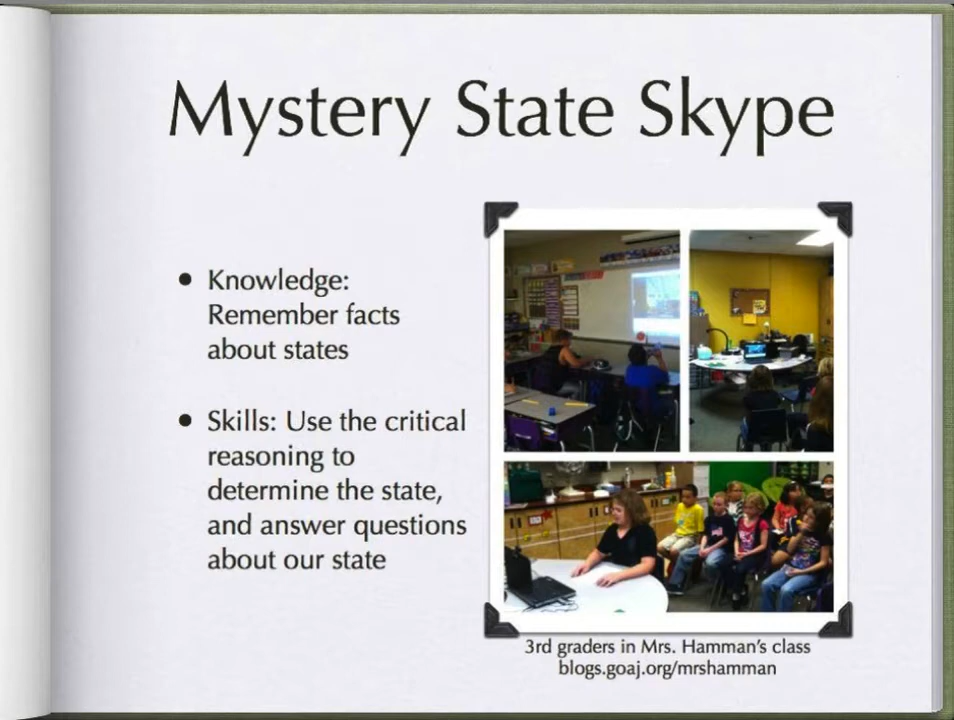 Mystery State Skype
• Knowledge:
Remember facts
about states
• Skills: Use the critical
reasoning to
determine the state,
and answer questions
about our state
3rd graders in Mrs. Hamman's class
blogs.goaj.org/mrshamman